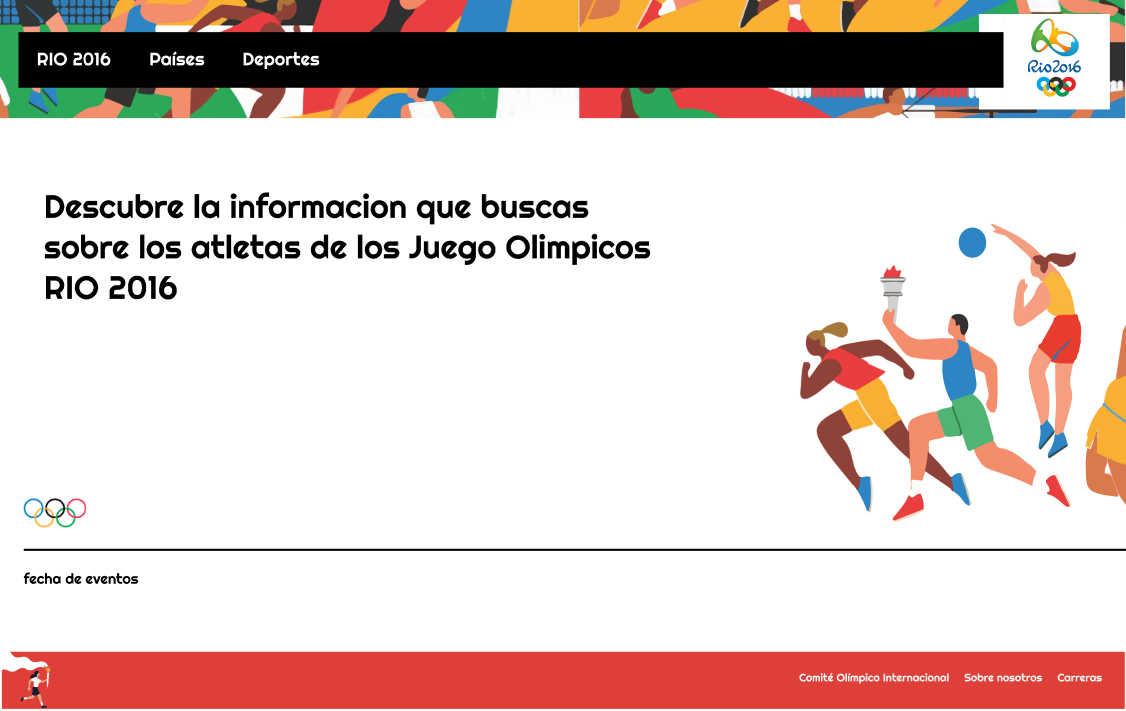 RIO 2016 Países Deportes
Rio2016
Descubre la informacion que buscas
sobre los atletas de los Juego Olimpicos
RIO 2016
fecha de eventos
Comité Olímpico Internacional Sobre nosotros Carreras